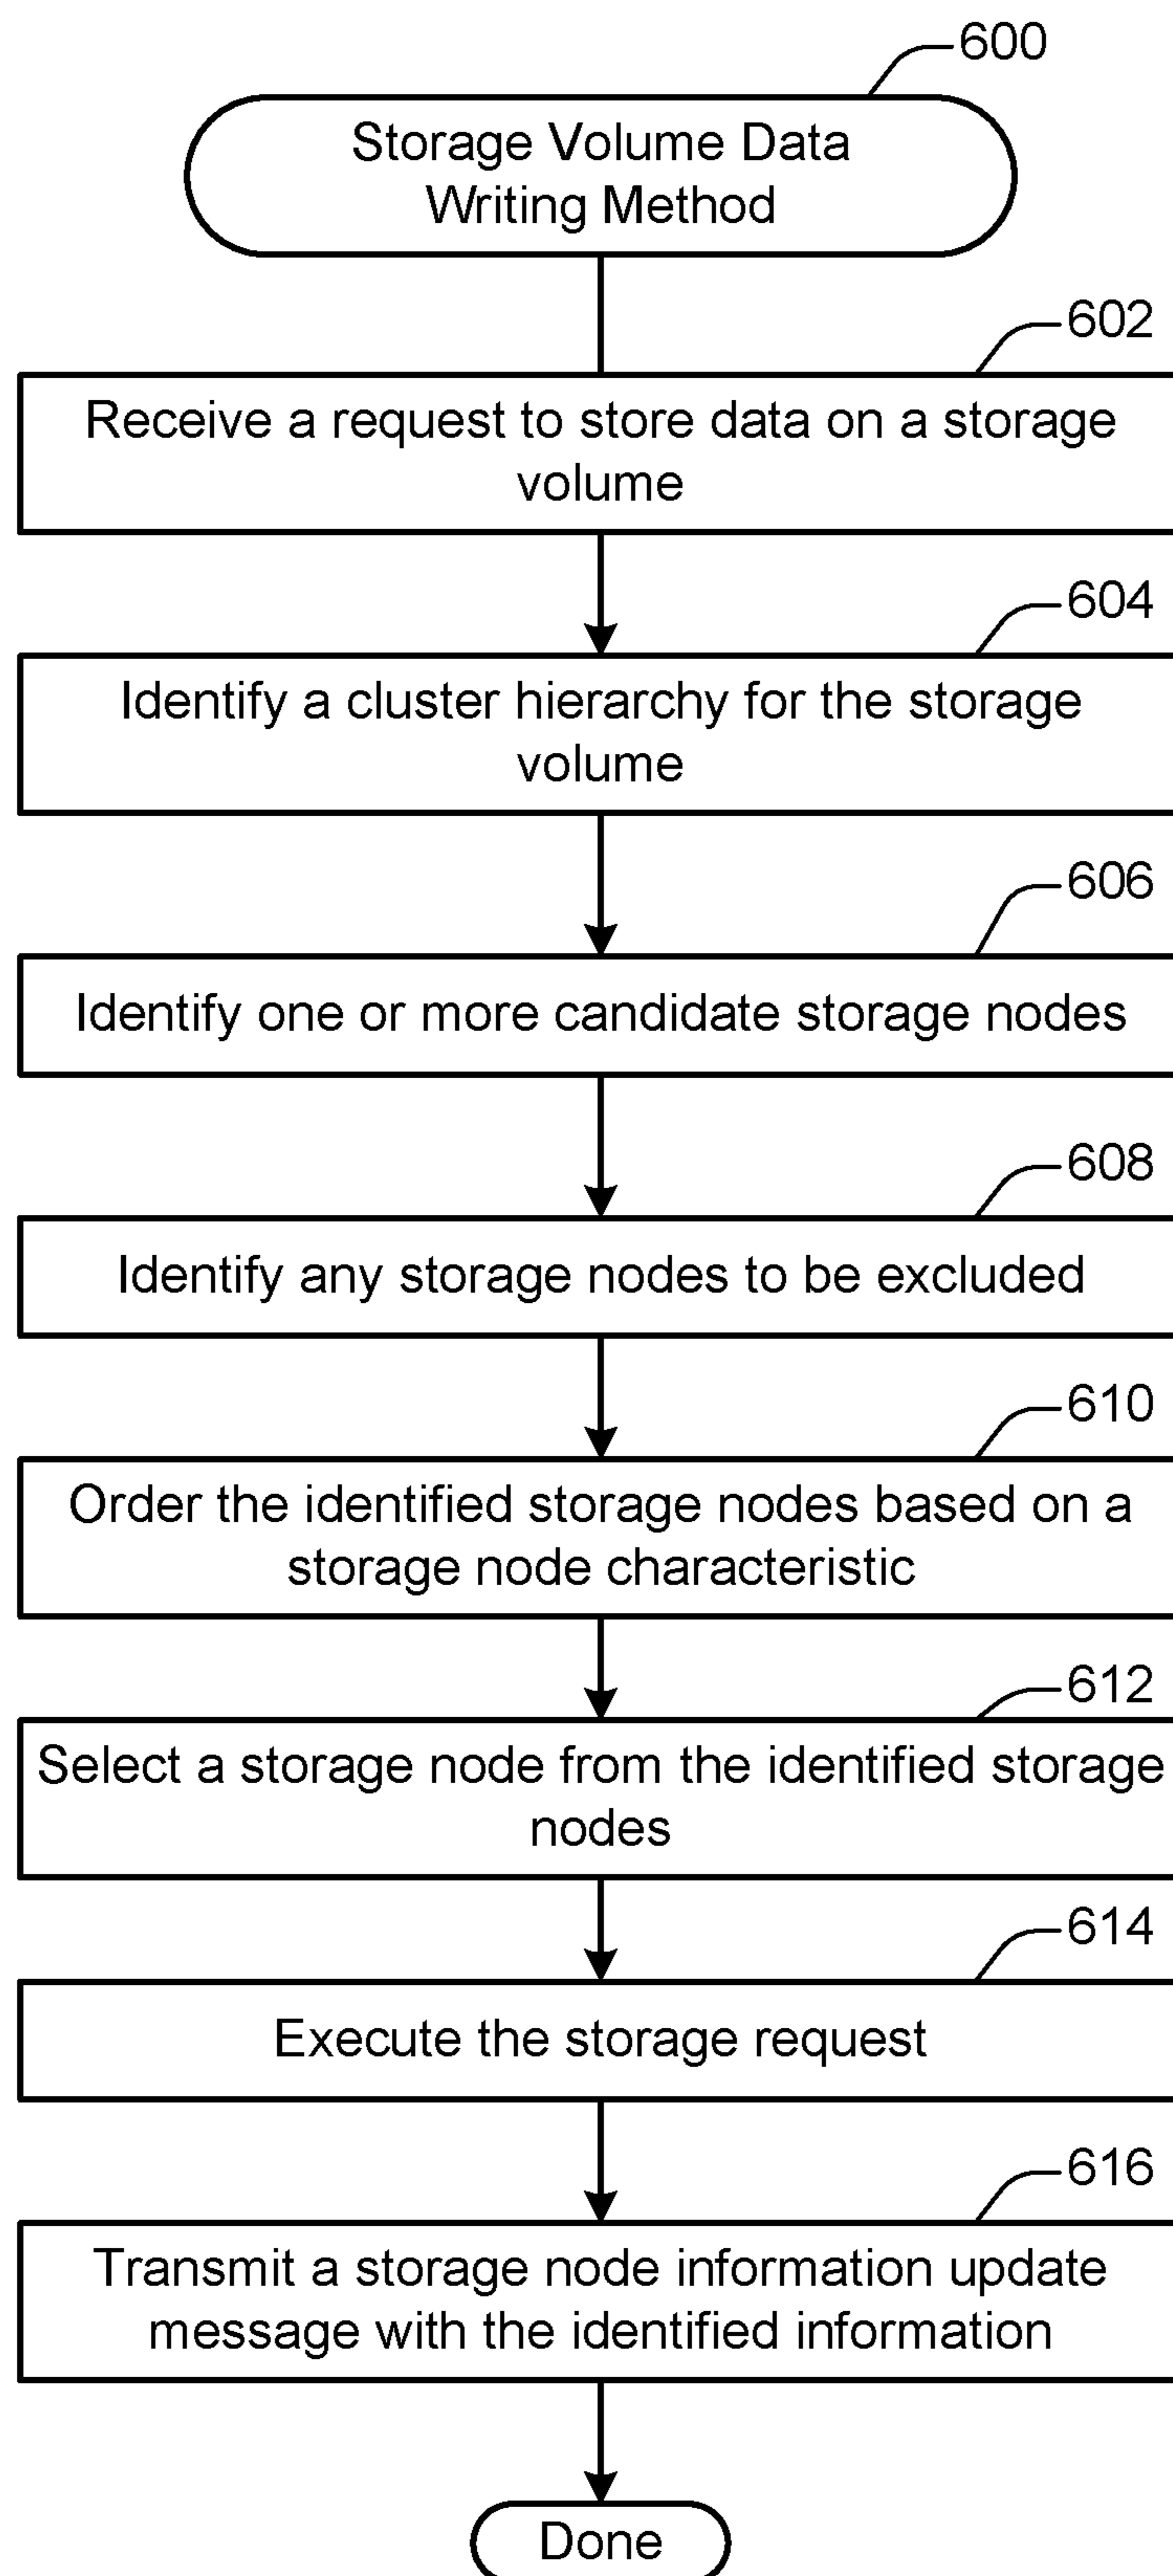 600
Storage Volume Data
Writing Method
602
Receive a request to store data on a storage
volume
604
Identify a cluster hierarchy for the storage
volume
606
Identify one or more candidate storage nodes
608
Identify any storage nodes to be excluded
610
Order the identified storage nodes based on a
storage node characteristic
612
Select a storage node from the identified storage
nodes
614
Execute the storage request
616
Transmit a storage node information update
message with the identified information
Done